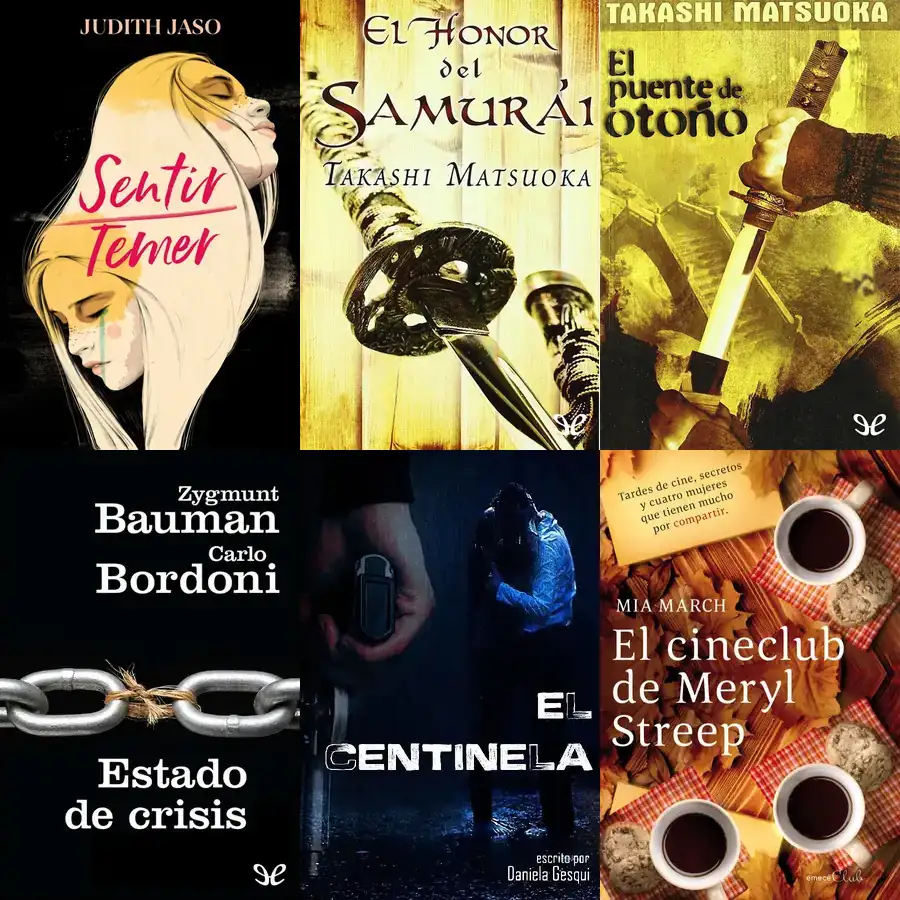 JUDITH JASO
Sentir
Temer
EL HONOR
del
SAMURÁI
TAKASHI MATSUOKA
TAKASHI MATSUOKA
El
puente de
otoño
Zygmunt
Bauman
Carlo
Bordoni
Estado
de crisis
EL
CENTINELA
escrito por
Daniela Gesqui
Tardes de cine, secretos
y cuatro mujeres
que tienen mucho
por compartir.
MIA MARCH
El cineclub
de Meryl
Streep
emecé Club